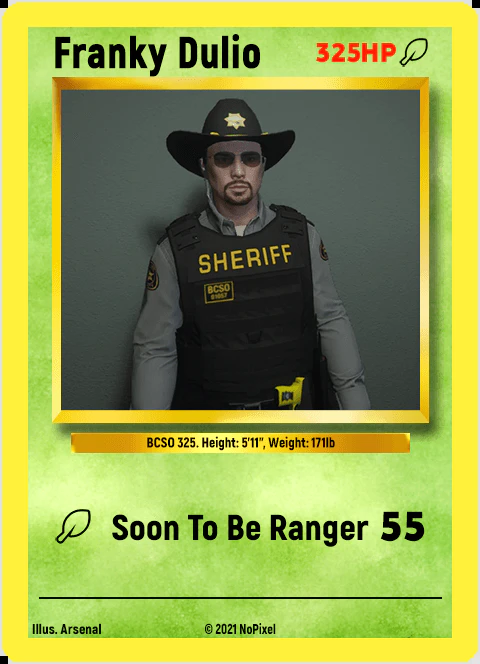 Franky Dulio
325HP
SHERIFF
BCSO
BCSO 325. Height: 5'11", Weight: 171lb
Soon To Be Ranger 55
Illus. Arsenal
© 2021 NoPixel